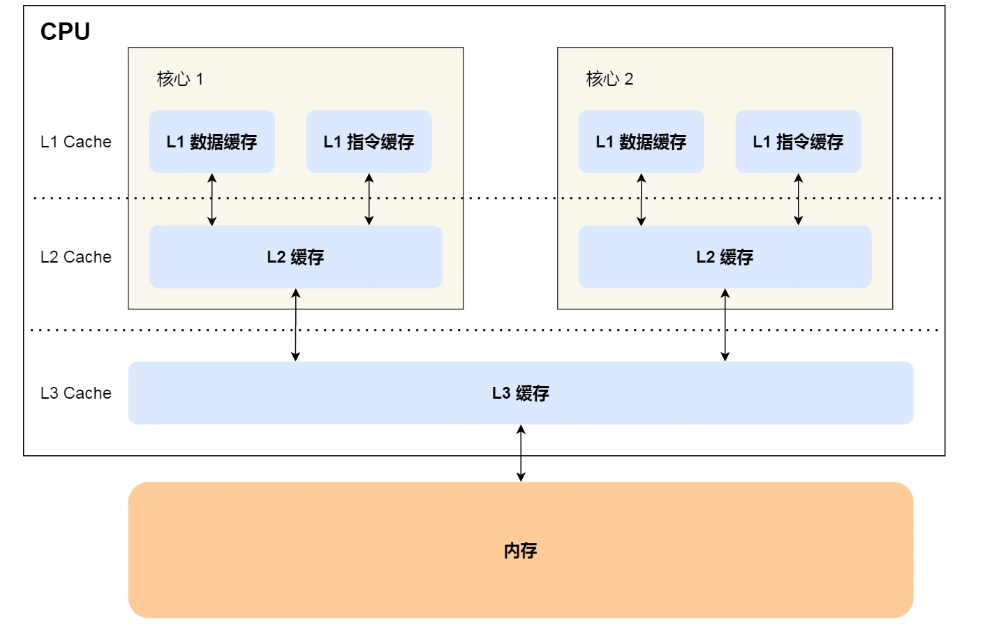 CPU
核心 1
核心 2
L1 Cache
L1 数据缓存
L1 指令缓存
L1 数据缓存
L1 指令缓存
L2 Cache
L2 缓存
L2 缓存
L3 Cache
L3 缓存
内存